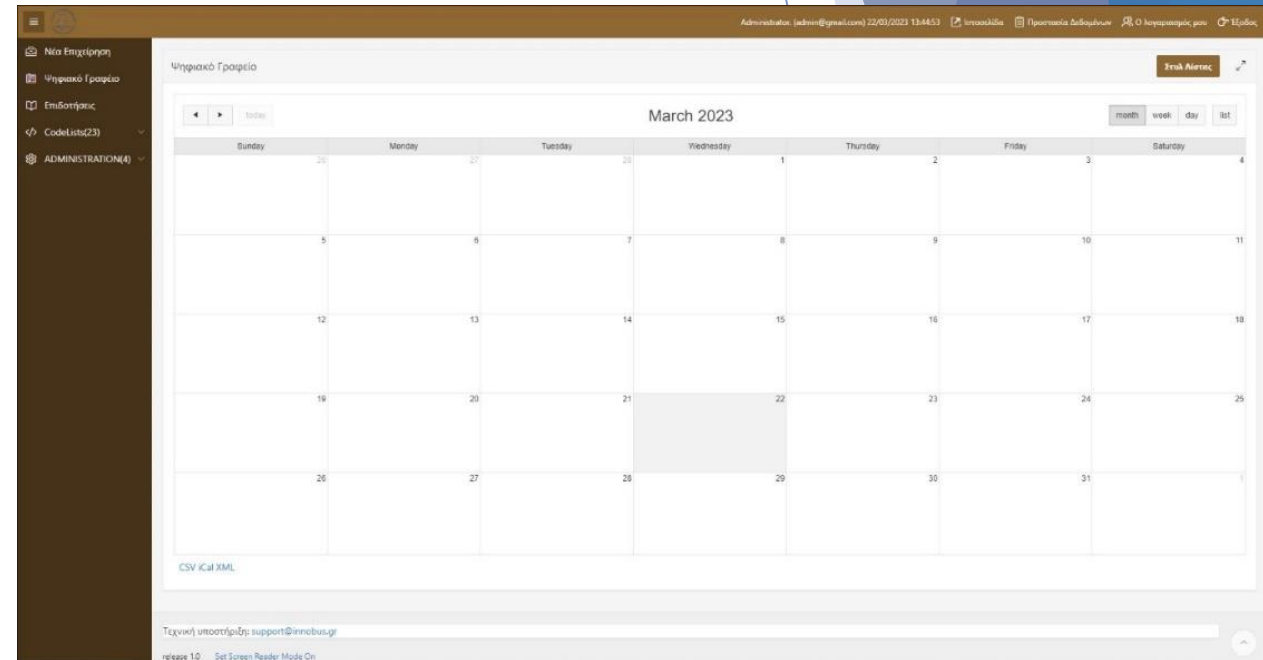 Administrator. (admin@gmail.com) 22/03/2023 13:44:53 Ιστοσελίδα Προστασία Δεδομένων Ο λογαριασμός μου Έξοδος
Νέα Επιχείρηση
Ψηφιακό Γραφείο
Επιδοτήσεις
CodeLists(23)
ADMINISTRATION(4)
Ψηφιακό Γραφείο Στυλ Λίστας
today March 2023 month week day list
Sunday Monday Tuesday Wednesday Thursday Friday Saturday
26 27 28 1 2 3 4
5 6 7 8 9 10 11
12 13 14 15 16 17 18
19 20 21 22 23 24 25
26 27 28 29 30 31 1
CSV iCal XML
Τεχνική υποστήριξη: support@innobus.gr
release 1.0 Set Screen Reader Mode On